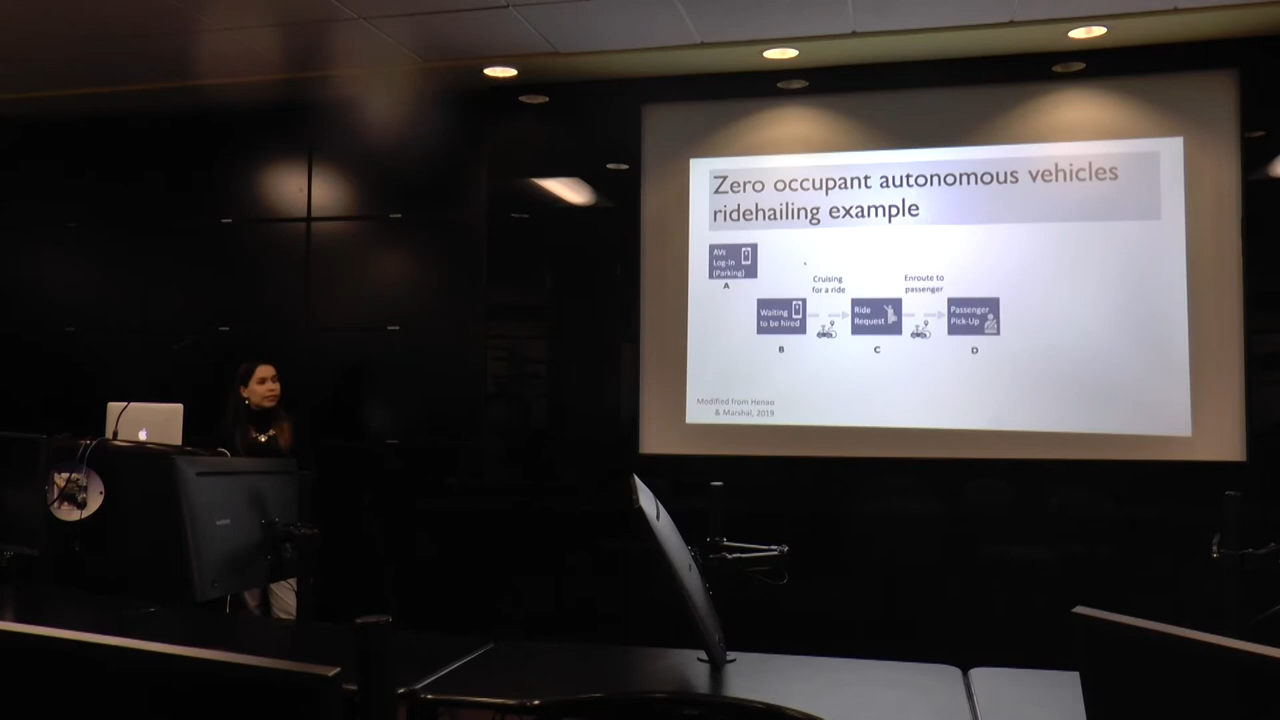 Zero occupant autonomous vehicles
ridehailing example
AVs
Log-In
(Parking)
A
Cruising
for a ride
Enroute to
passenger
Waiting
to be hired
Ride
Request
Passenger
Pick-Up
B
C
D
Modified from Henao
& Marshal, 2019